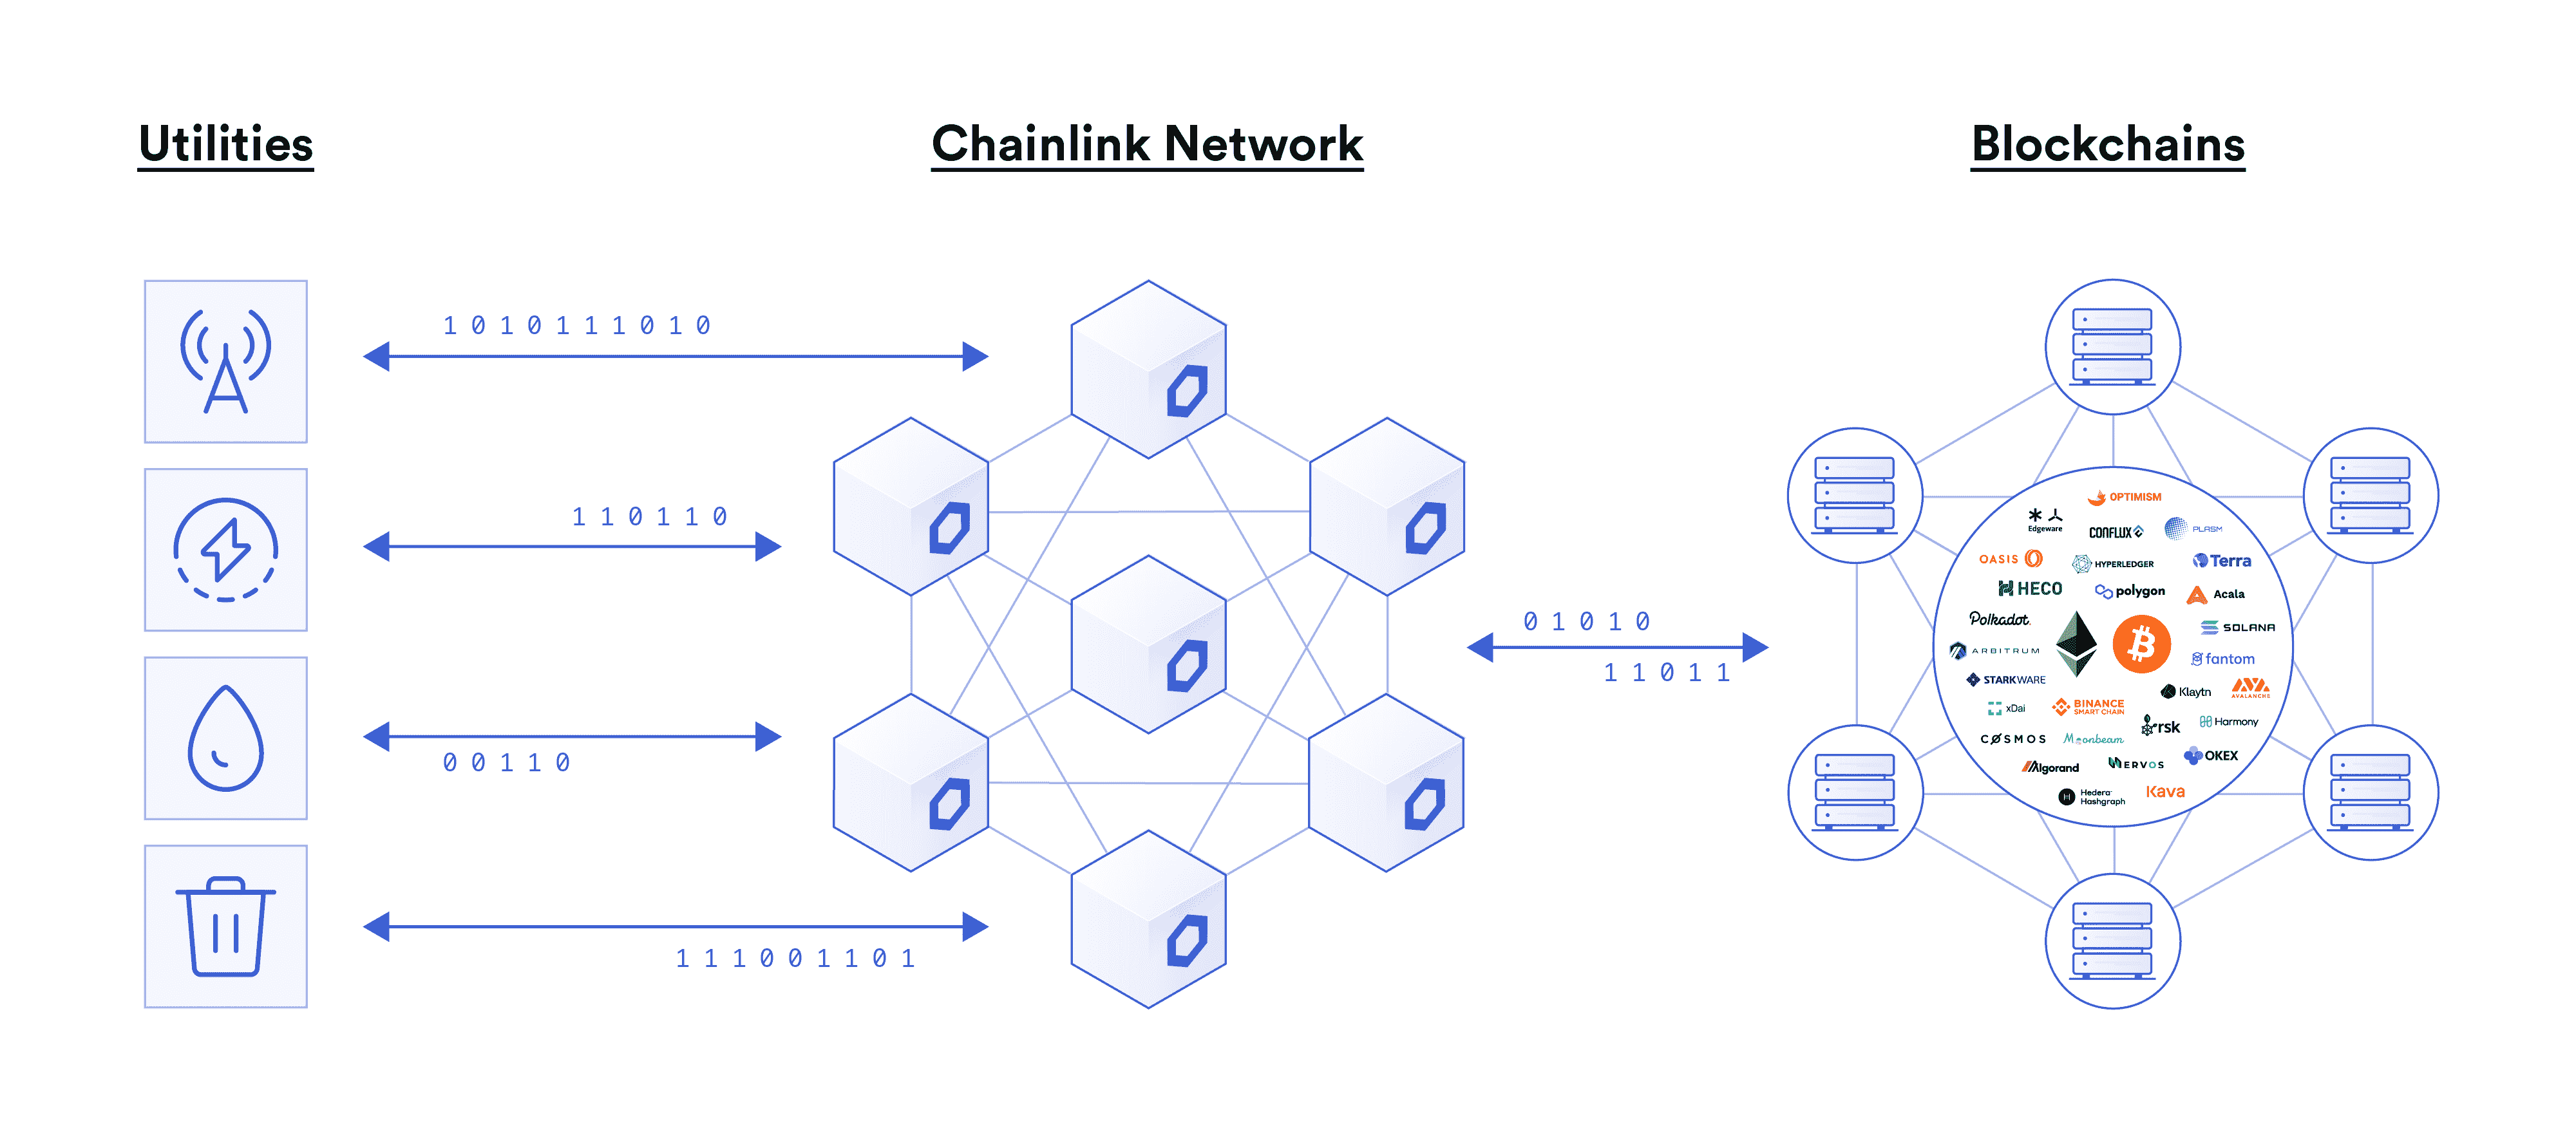 Utilities
Chainlink Network
Blockchains
1 0 1 0 1 1 1 0 1 0
1 1 0 1 1 0
0 0 1 1 0
1 1 1 0 0 1 1 0 1
0 1 0 1 0
1 1 0 1 1
OPTIMISM
Edgeware
CONFLUX
PLASM
OASIS
HYPERLEDGER
Terra
HECO
polygon
Acala
Polkadot.
SOLANA
ARBITRUM
fantom
STARKWARE
Klaytn
AVALANCHE
xDai
BINANCE
SMART CHAIN
rsk
Harmony
COSMOS
Moonbeam
OKEX
Algorand
NERVOS
Hedera
Hashgraph
Kava